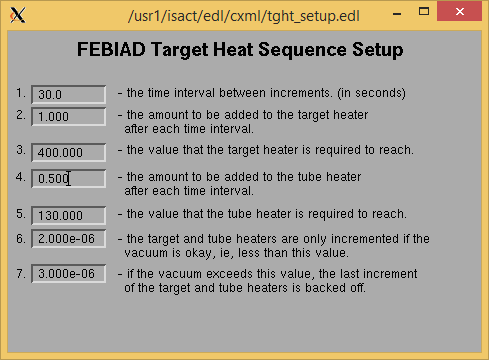 /usr1/isact/edl/cxml/tght_setup.edl
FEBIAD Target Heat Sequence Setup
1. 30.0 - the time interval between increments. (in seconds)
2. 1.000 - the amount to be added to the target heater
after each time interval.
3. 400.000 - the value that the target heater is required to reach.
4. 0.500 - the amount to be added to the tube heater
after each time interval.
5. 130.000 - the value that the tube heater is required to reach.
6. 2.000e-06 - the target and tube heaters are only incremented if the
vacuum is okay, ie, less than this value.
7. 3.000e-06 - if the vacuum exceeds this value, the last increment
of the target and tube heaters is backed off.